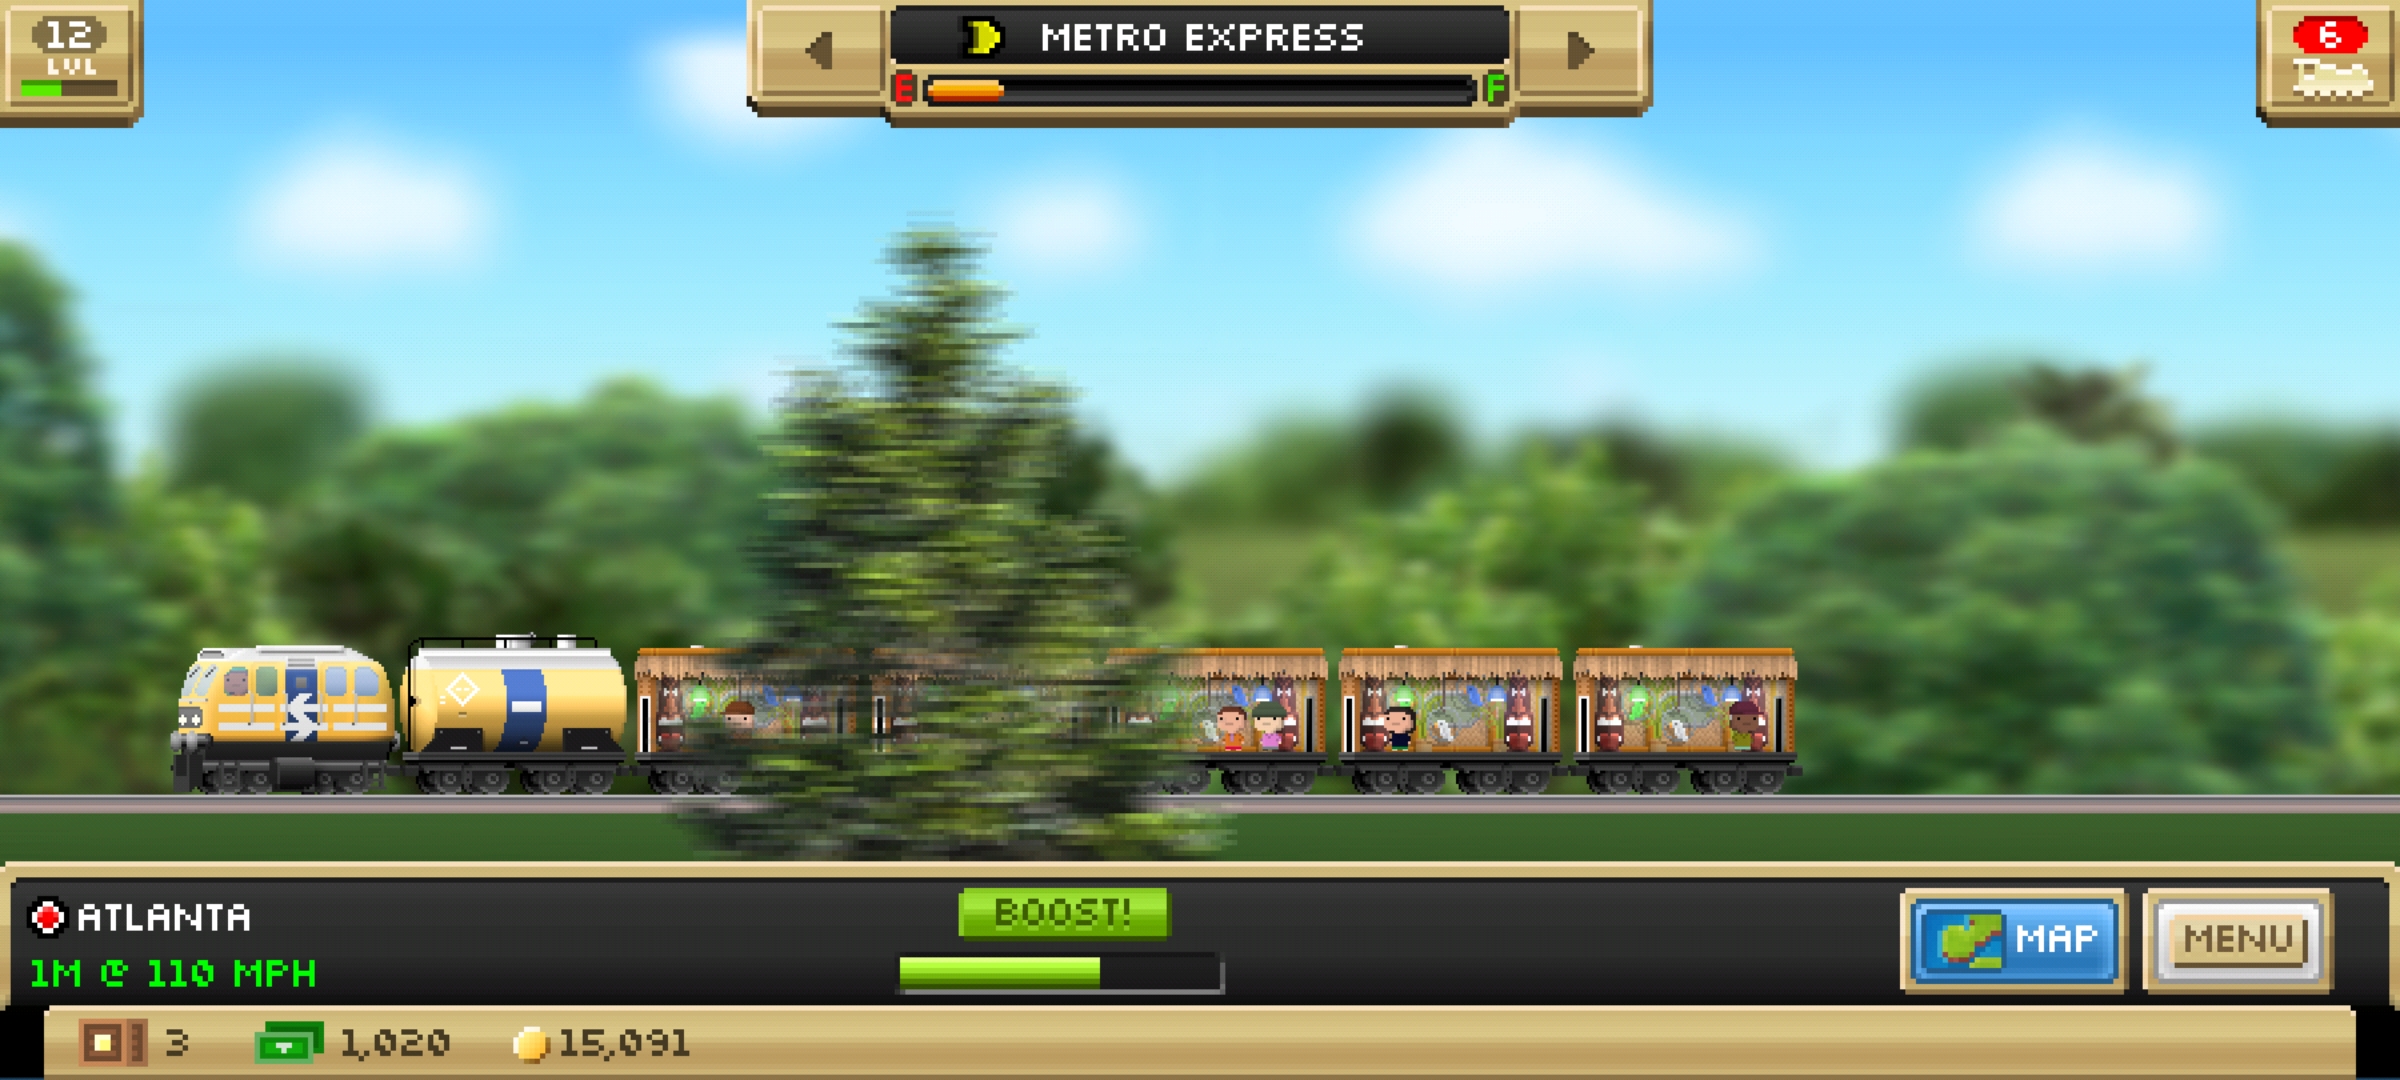 12
LVL
METRO EXPRESS
E F
6
ATLANTA
1M @ 110 MPH
BOOST!
MAP
MENU
3
1,020
15,091